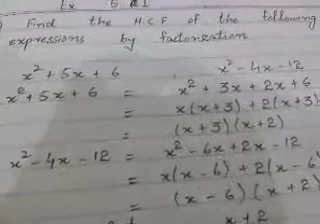 Find the H.C.F of the following
expressions by factorization.
x² + 5x + 6 x² - 4x - 12
x² + 5x + 6 = x² + 3x + 2x + 6
= x(x+3) + 2(x+3)
= (x+3)(x+2)
x² - 4x - 12 = x² - 6x + 2x - 12
= x(x - 6) + 2(x - 6
= (x - 6)(x + 2)
x + 2